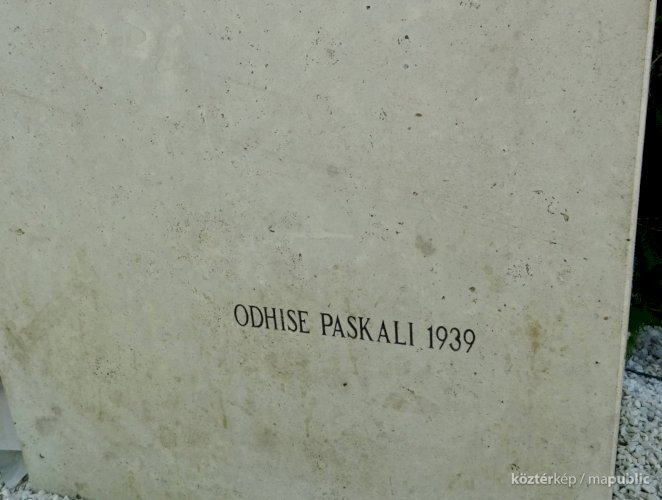 ODHISE PASKALI 1939
köztérkép / mapublic